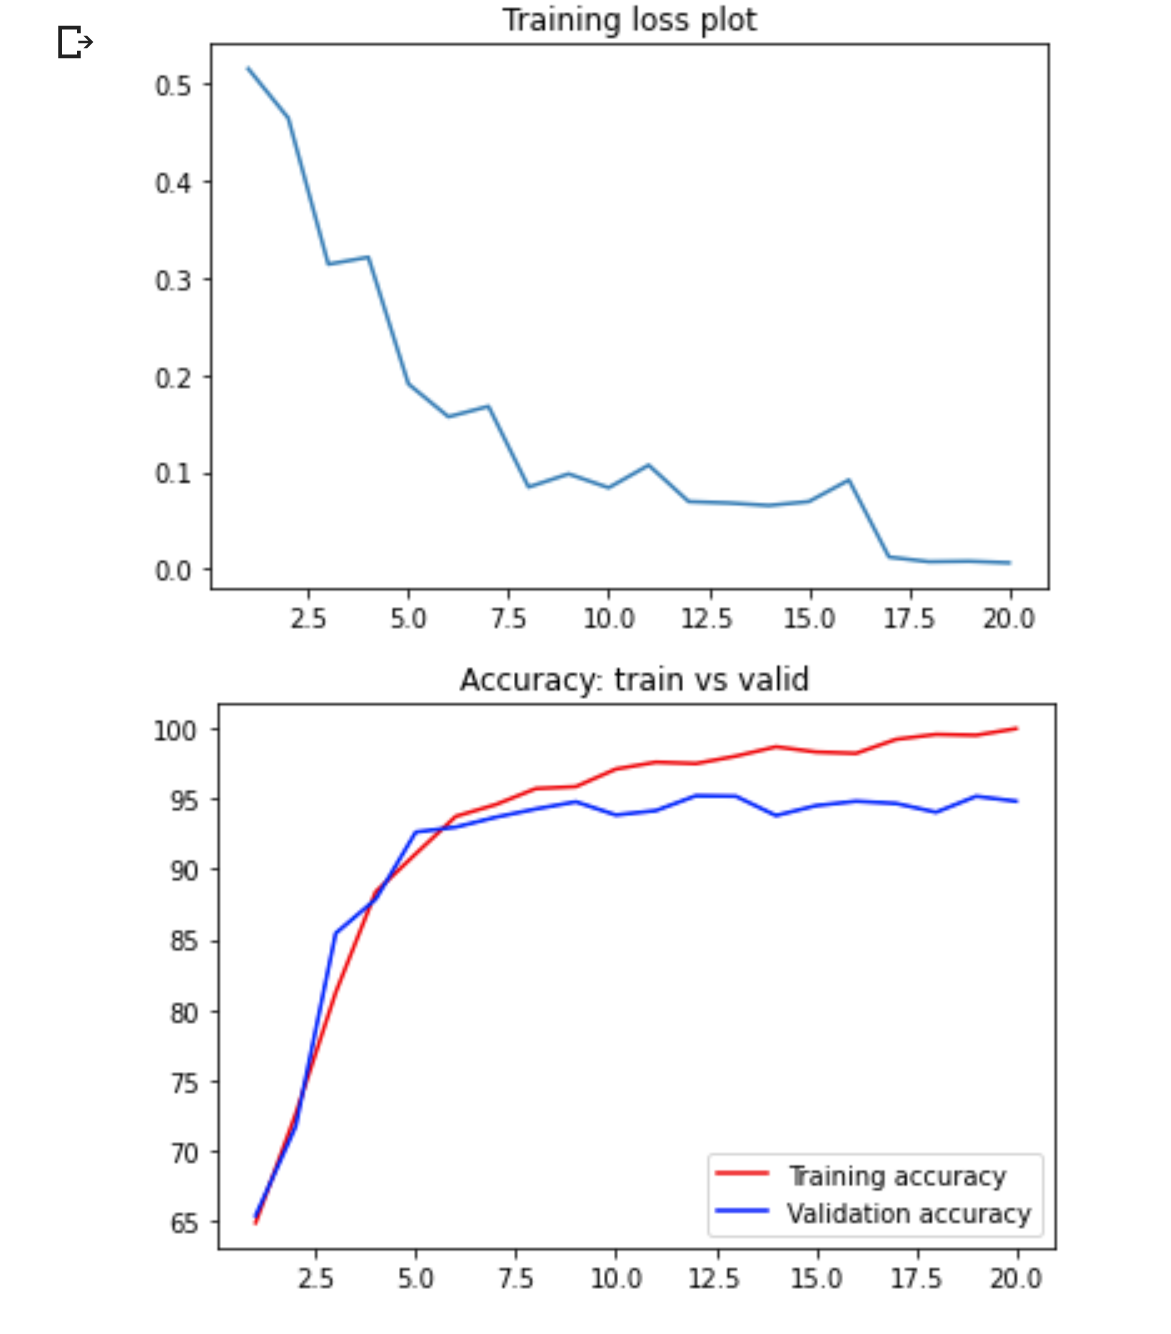 Training loss plot
0.5
0.4
0.3
0.2
0.1
0.0
2.5 5.0 7.5 10.0 12.5 15.0 17.5 20.0
Accuracy: train vs valid
100
95
90
85
80
75
70
65
Training accuracy
Validation accuracy
2.5 5.0 7.5 10.0 12.5 15.0 17.5 20.0